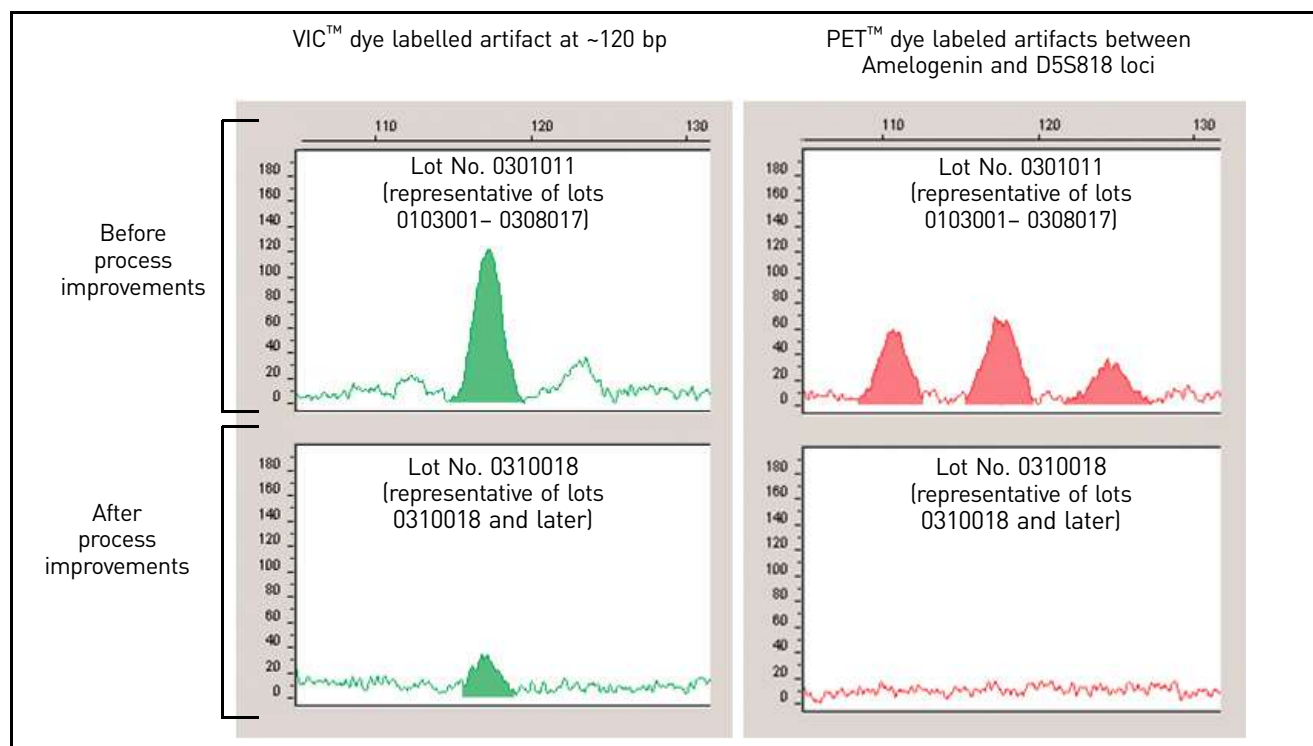 VIC™ dye labelled artifact at ~120 bp
PET™ dye labeled artifacts between
Amelogenin and D5S818 loci
Before
process
improvements
110 120 130
180
160
140
120
100
80
60
40
20
0
Lot No. 0301011
(representative of lots
0103001– 0308017)
110 120 130
180
160
140
120
100
80
60
40
20
0
Lot No. 0301011
(representative of lots
0103001– 0308017)
After
process
improvements
180
160
140
120
100
80
60
40
20
0
Lot No. 0310018
(representative of lots
0310018 and later)
180
160
140
120
100
80
60
40
20
0
Lot No. 0310018
(representative of lots
0310018 and later)